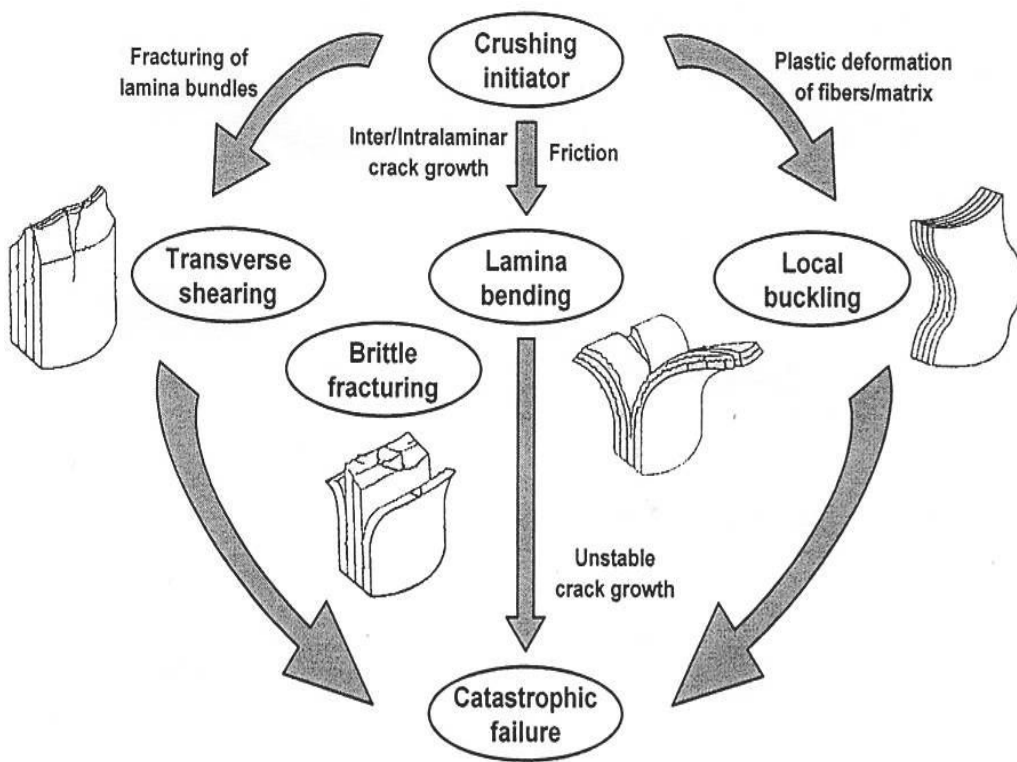 Crushing
initiator
Fracturing of
lamina bundles
Plastic deformation
of fibers/matrix
Inter/Intralaminar
crack growth
Friction
Transverse
shearing
Lamina
bending
Local
buckling
Brittle
fracturing
Unstable
crack growth
Catastrophic
failure